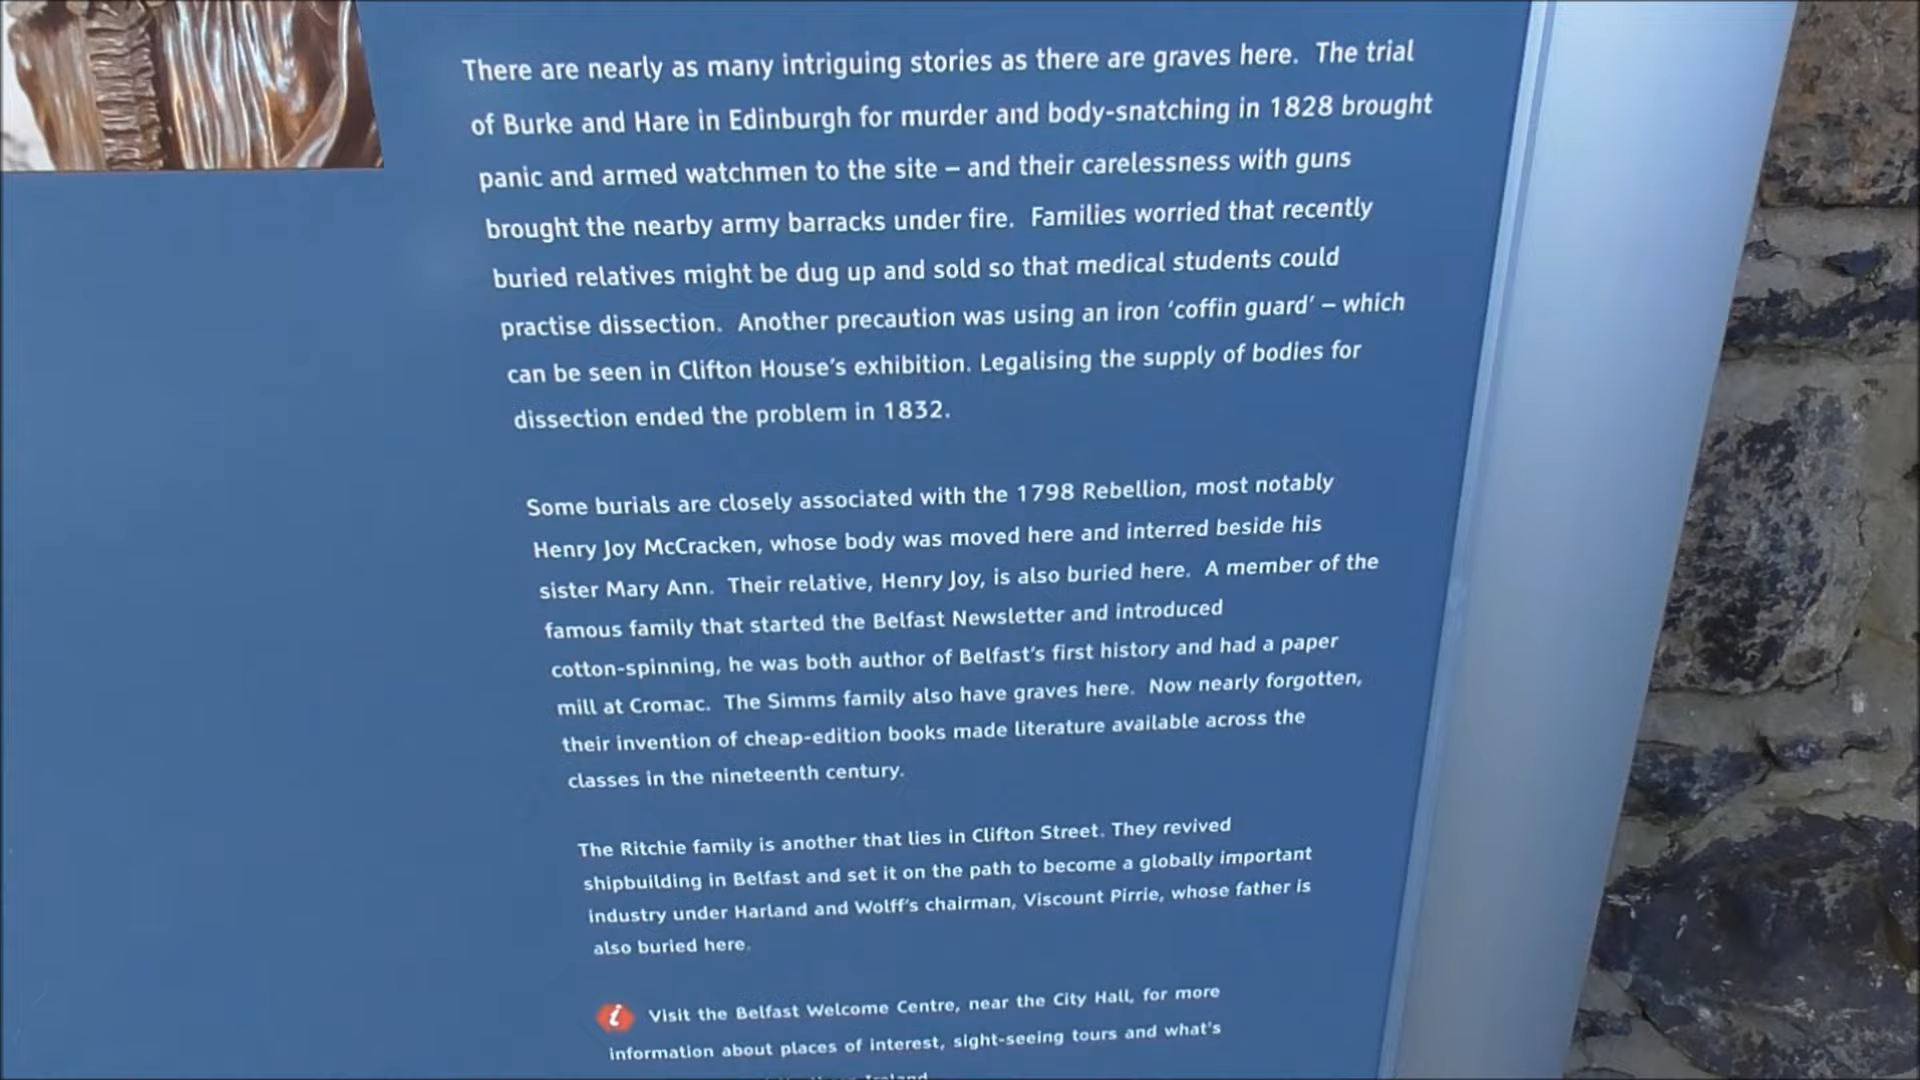 There are nearly as many intriguing stories as there are graves here. The trial
of Burke and Hare in Edinburgh for murder and body-snatching in 1828 brought
panic and armed watchmen to the site – and their carelessness with guns
brought the nearby army barracks under fire. Families worried that recently
buried relatives might be dug up and sold so that medical students could
practise dissection. Another precaution was using an iron ‘coffin guard’ – which
can be seen in Clifton House’s exhibition. Legalising the supply of bodies for
dissection ended the problem in 1832.
Some burials are closely associated with the 1798 Rebellion, most notably
Henry Joy McCracken, whose body was moved here and interred beside his
sister Mary Ann. Their relative, Henry Joy, is also buried here. A member of the
famous family that started the Belfast Newsletter and introduced
cotton-spinning, he was both author of Belfast’s first history and had a paper
mill at Cromac. The Simms family also have graves here. Now nearly forgotten,
their invention of cheap-edition books made literature available across the
classes in the nineteenth century.
The Ritchie family is another that lies in Clifton Street. They revived
shipbuilding in Belfast and set it on the path to become a globally important
industry under Harland and Wolff’s chairman, Viscount Pirrie, whose father is
also buried here.
i Visit the Belfast Welcome Centre, near the City Hall, for more
information about places of interest, sight-seeing tours and what’s
Ireland